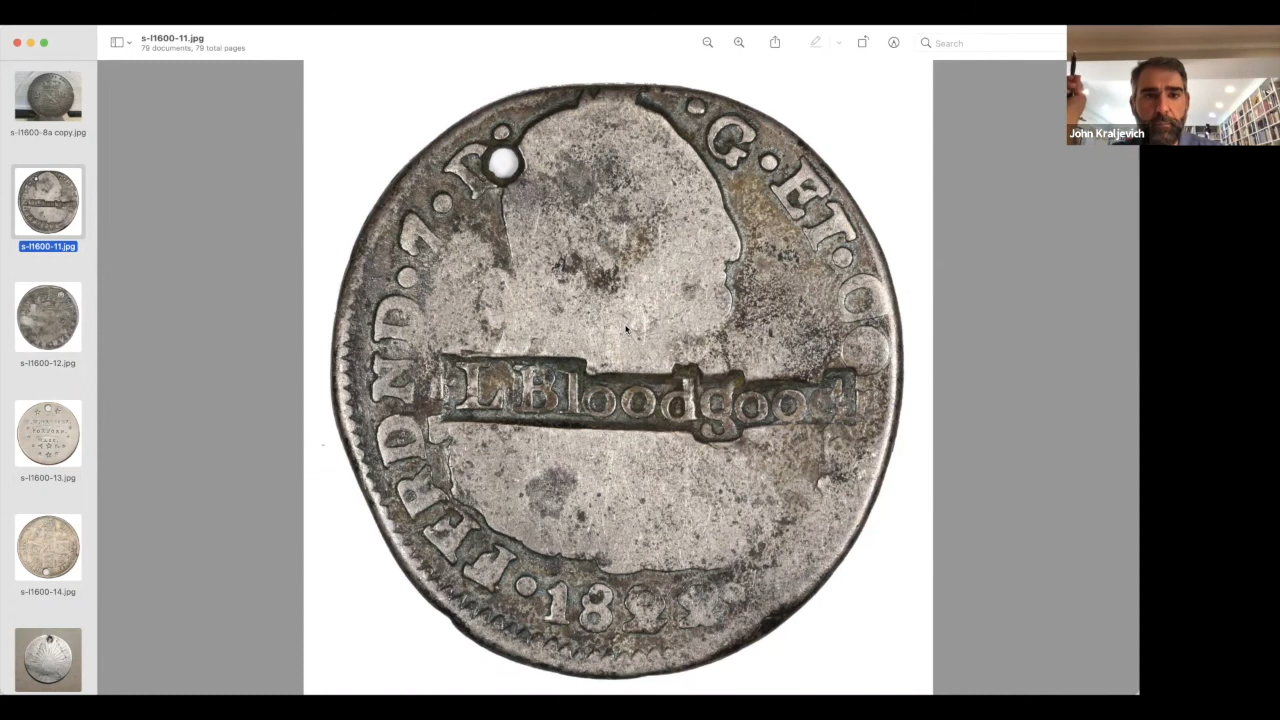 s-l1600-11.jpg
79 documents, 79 total pages
Search
John Kraljevich
s-l1600-8a copy.jpg
s-l1600-11.jpg
s-l1600-12.jpg
s-l1600-13.jpg
s-l1600-14.jpg
FERDND·7·D·G·ET·C
L Bloodgood